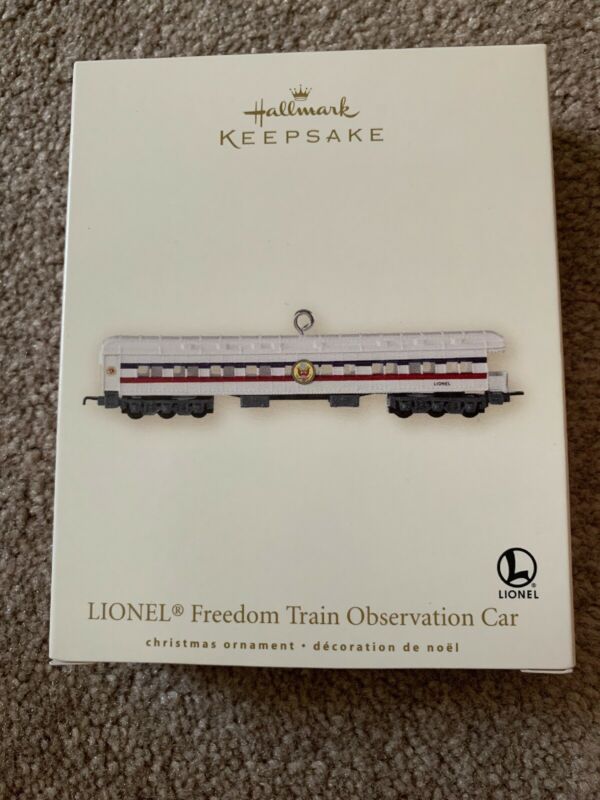 Hallmark
KEEPSAKE
LIONEL
L®
LIONEL
LIONEL® Freedom Train Observation Car
christmas ornament • décoration de noël